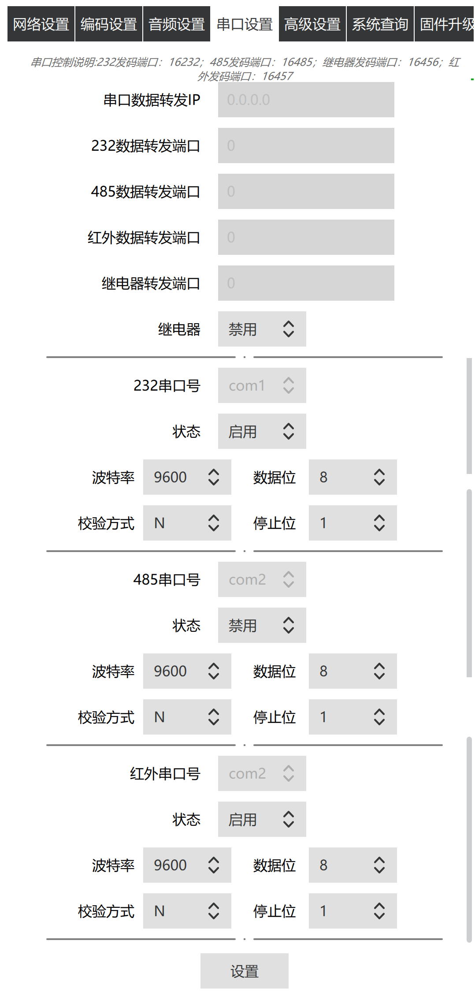 网络设置 编码设置 音频设置 串口设置 高级设置 系统查询 固件升级
串口控制说明:232发码端口：16232；485发码端口：16485；继电器发码端口：16456；红
外发码端口：16457
串口数据转发IP 0.0.0.0
232数据转发端口 0
485数据转发端口 0
红外数据转发端口 0
继电器转发端口 0
继电器 禁用
232串口号 com1
状态 启用
波特率 9600 数据位 8
校验方式 N 停止位 1
485串口号 com2
状态 禁用
波特率 9600 数据位 8
校验方式 N 停止位 1
红外串口号 com2
状态 启用
波特率 9600 数据位 8
校验方式 N 停止位 1
设置